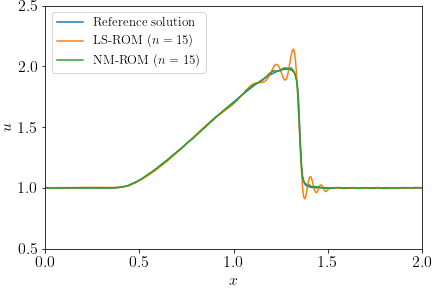 2.5
2.0
1.5
1.0
0.5
u
Reference solution
LS-ROM (n = 15)
NM-ROM (n = 15)
0.0 0.5 1.0 1.5 2.0
x